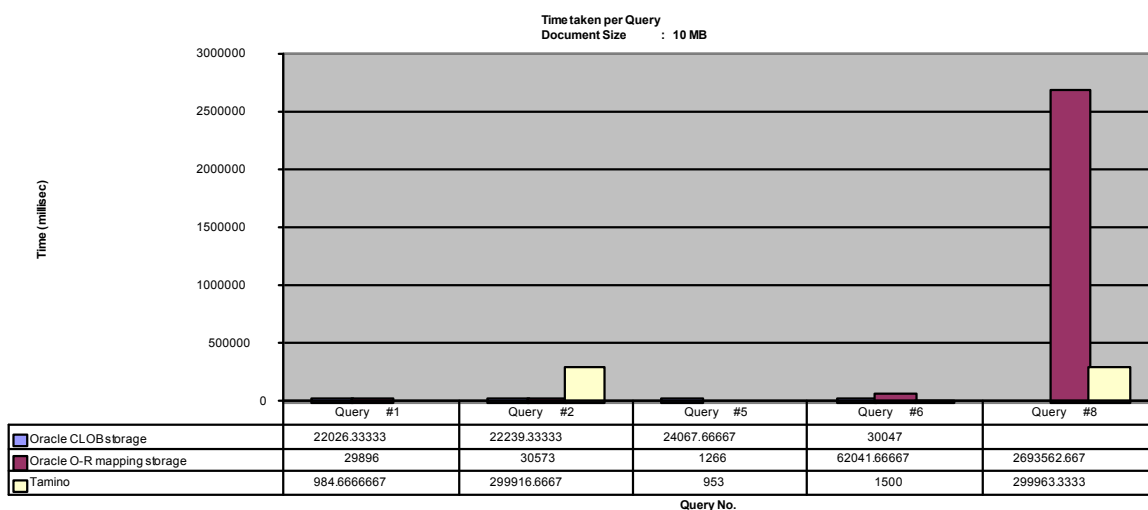 Time taken per Query
Document Size : 10 MB
3000000
2500000
2000000
1500000
1000000
500000
0
Time (millisec)
Query #1 Query #2 Query #5 Query #6 Query #8
Oracle CLOB storage 22026.33333 22239.33333 24067.66667 30047
Oracle O-R mapping storage 29896 30573 1266 62041.66667 2693562.667
Tamino 984.6666667 299916.6667 953 1500 299963.3333
Query No.